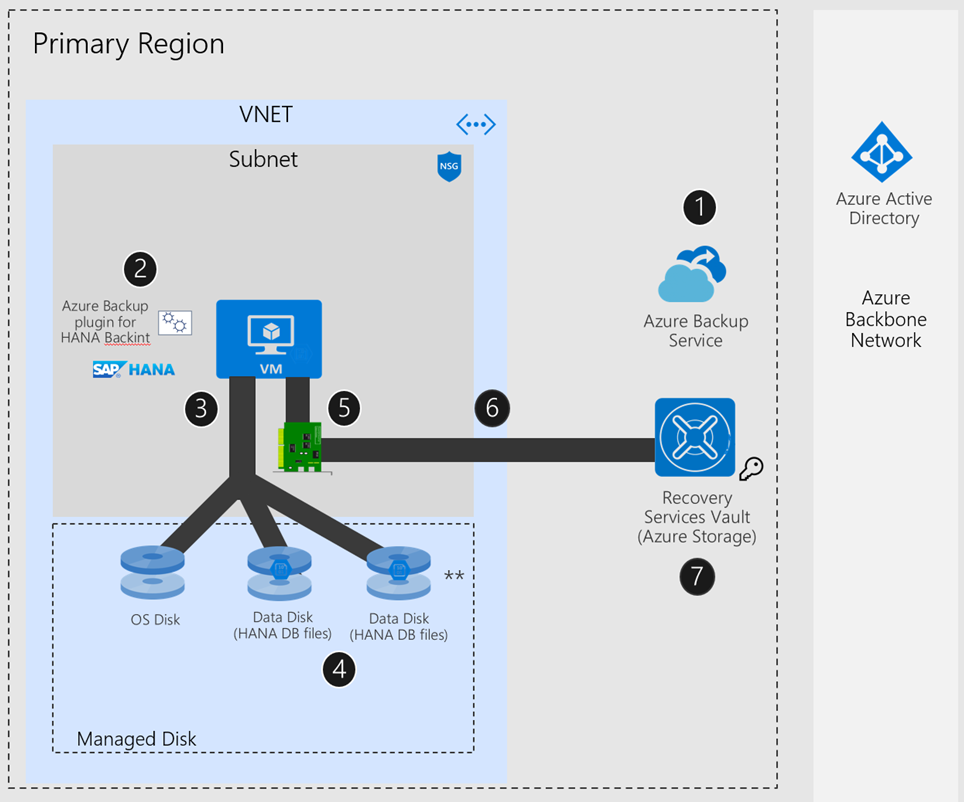 Primary Region
VNET
Subnet
NSG
1
Azure Active
Directory
2
Azure Backup
plugin for
HANA Backint
SAP HANA
VM
Azure Backup
Service
Azure
Backbone
Network
3
5
6
Recovery
Services Vault
(Azure Storage)
7
**
OS Disk
Data Disk
(HANA DB files)
Data Disk
(HANA DB files)
4
Managed Disk